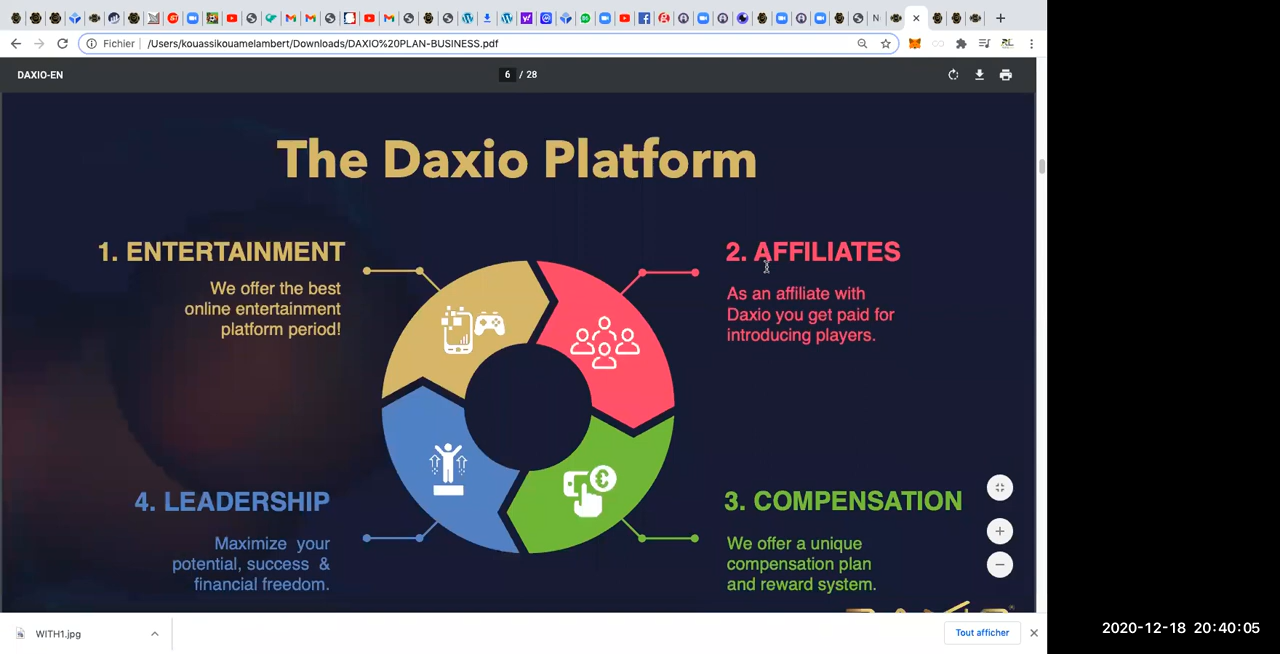 Fichier
/Users/kouassikouamelambert/Downloads/DAXIO%20PLAN-BUSINESS.pdf
DAXIO-EN
6 / 28
The Daxio Platform
1. ENTERTAINMENT
We offer the best
online entertainment
platform period!
2. AFFILIATES
As an affiliate with
Daxio you get paid for
introducing players.
4. LEADERSHIP
Maximize your
potential, success &
financial freedom.
3. COMPENSATION
We offer a unique
compensation plan
and reward system.
WITH1.jpg
Tout afficher
2020-12-18 20:40:05